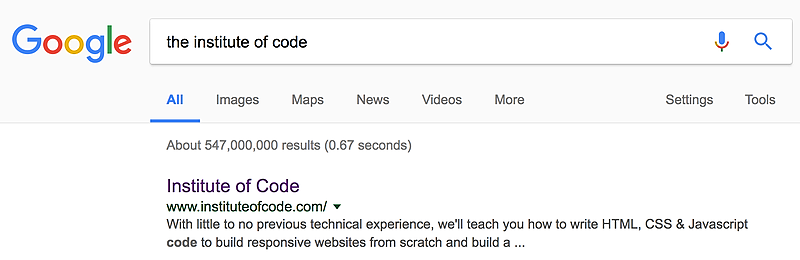 Google
the institute of code
All Images Maps News Videos More Settings Tools
About 547,000,000 results (0.67 seconds)
Institute of Code
www.instituteofcode.com/
With little to no previous technical experience, we'll teach you how to write HTML, CSS & Javascript
code to build responsive websites from scratch and build a ...